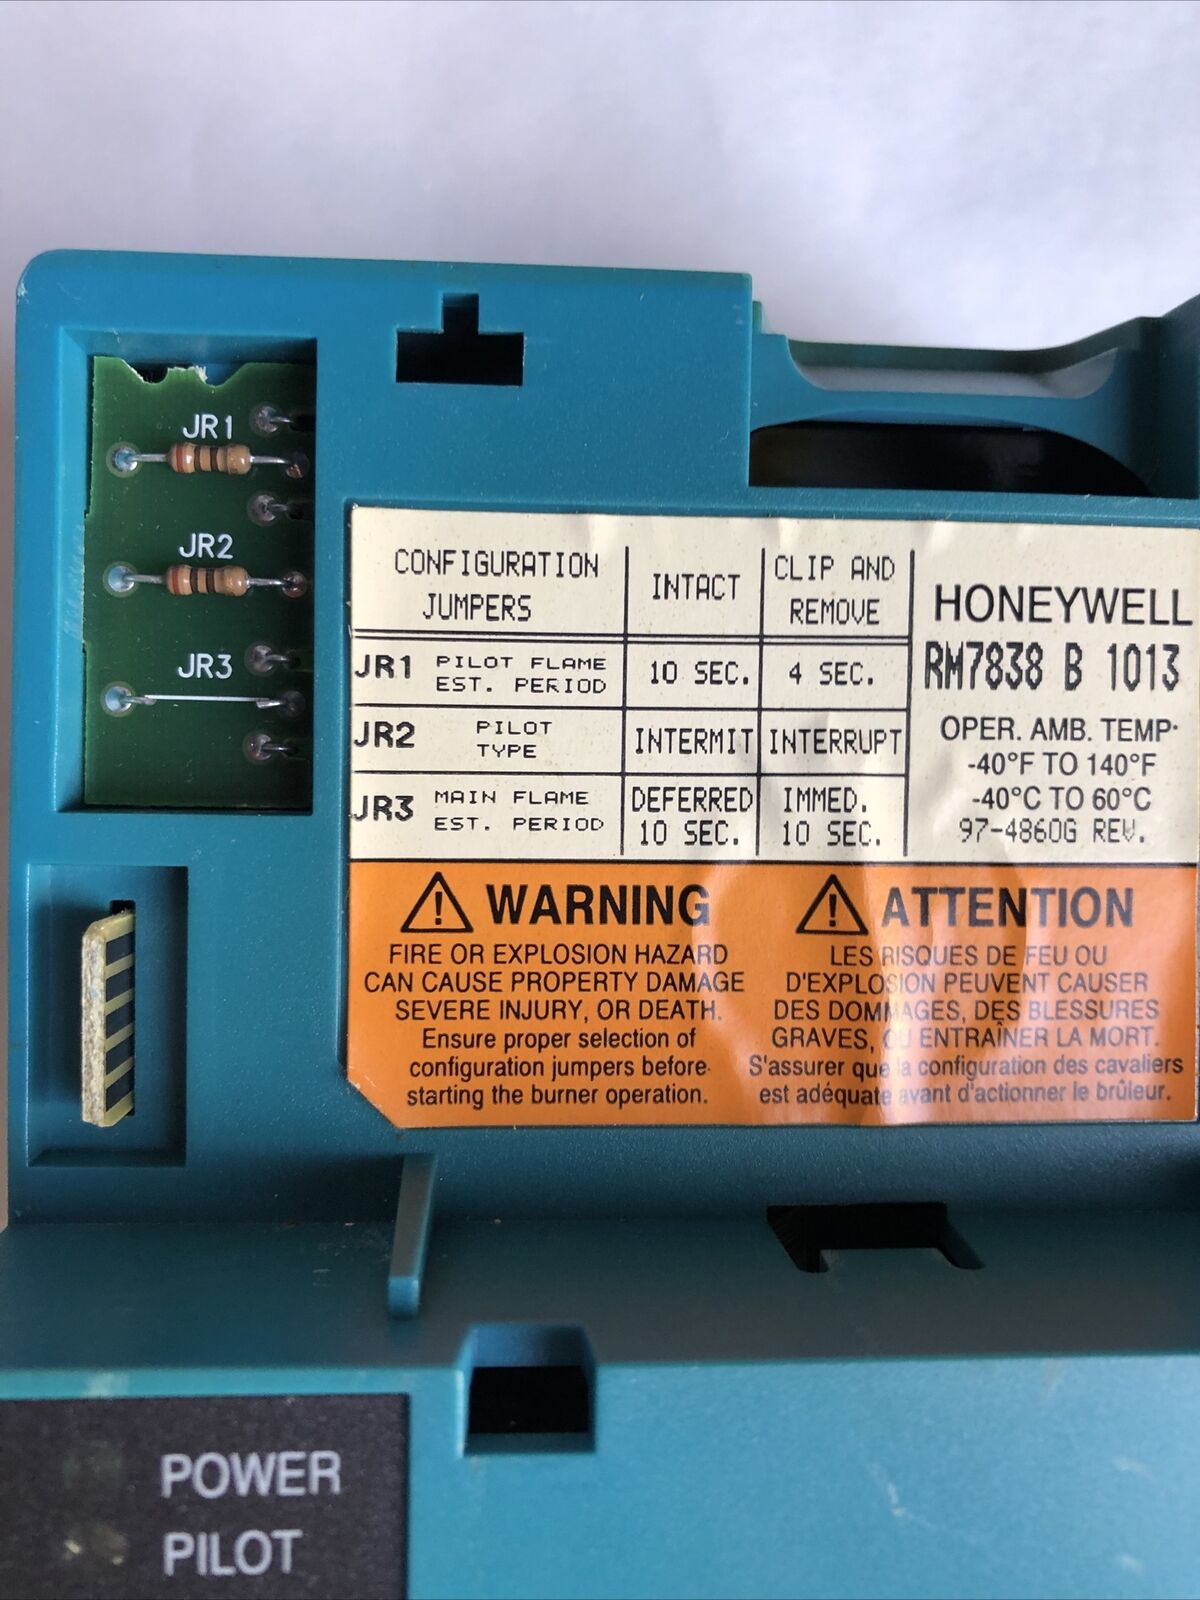 JR1
JR2
JR3
CONFIGURATION JUMPERS
INTACT
CLIP AND REMOVE
JR1 PILOT FLAME EST. PERIOD 10 SEC. 4 SEC.
JR2 PILOT TYPE INTERMIT INTERRUPT
JR3 MAIN FLAME EST. PERIOD DEFERRED 10 SEC. IMMED. 10 SEC.
HONEYWELL
RM7838 B 1013
OPER. AMB. TEMP.
-40°F TO 140°F
-40°C TO 60°C
97-4860G REV.
WARNING
FIRE OR EXPLOSION HAZARD
CAN CAUSE PROPERTY DAMAGE
SEVERE INJURY, OR DEATH.
Ensure proper selection of
configuration jumpers before
starting the burner operation.
ATTENTION
LES RISQUES DE FEU OU
D'EXPLOSION PEUVENT CAUSER
DES DOMMAGES, DES BLESSURES
GRAVES, OU ENTRAÎNER LA MORT.
S'assurer que la configuration des cavaliers
est adéquate avant d'actionner le brûleur.
POWER
PILOT